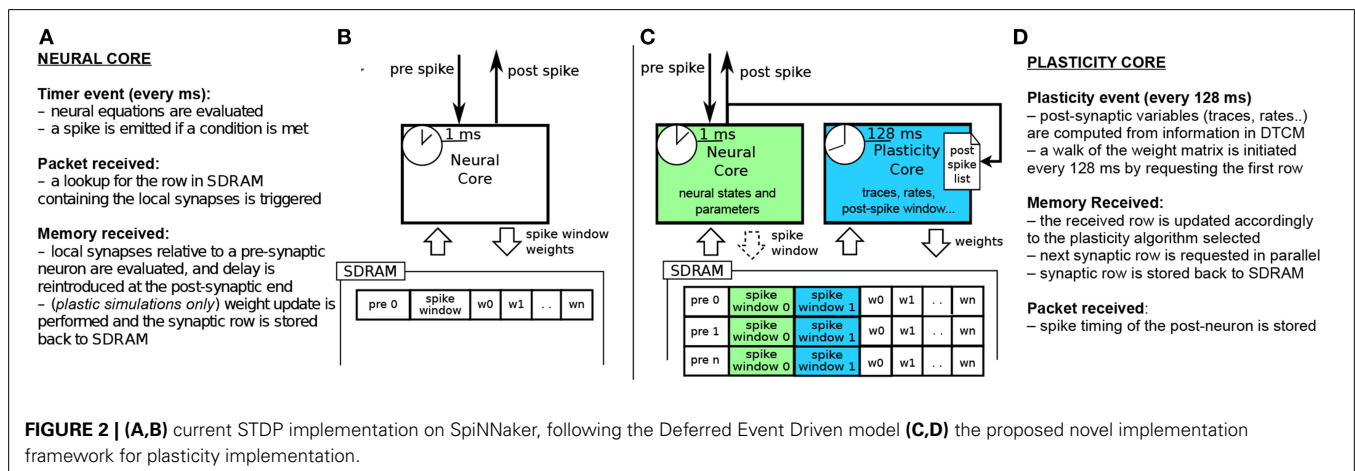 A
NEURAL CORE
Timer event (every ms):
– neural equations are evaluated
– a spike is emitted if a condition is met
Packet received:
– a lookup for the row in SDRAM
containing the local synapses is triggered
Memory received:
– local synapses relative to a pre-synaptic
neuron are evaluated, and delay is
reintroduced at the post-synaptic end
– (plastic simulations only) weight update is
performed and the synaptic row is stored
back to SDRAM
B
pre spike
post spike
1 ms
Neural
Core
spike window
weights
SDRAM
pre 0 spike window w0 w1 . . wn
C
pre spike
post spike
1 ms
Neural
Core
neural states and
parameters
128 ms
Plasticity
Core
traces, rates,
post-spike window...
post
spike
list
spike
window
weights
SDRAM
pre 0 spike window 0 spike window 1 w0 w1 . . wn
pre 1 spike window 0 spike window 1 w0 w1 . . wn
pre n spike window 0 spike window 1 w0 w1 . . wn
D
PLASTICITY CORE
Plasticity event (every 128 ms)
– post-synaptic variables (traces, rates..)
are computed from information in DTCM
– a walk of the weight matrix is initiated
every 128 ms by requesting the first row
Memory Received:
– the received row is updated accordingly
to the plasticity algorithm selected
– next synaptic row is requested in parallel
– synaptic row is stored back to SDRAM
Packet received:
– spike timing of the post-neuron is stored
FIGURE 2 | (A,B) current STDP implementation on SpiNNaker, following the Deferred Event Driven model (C,D) the proposed novel implementation
framework for plasticity implementation.